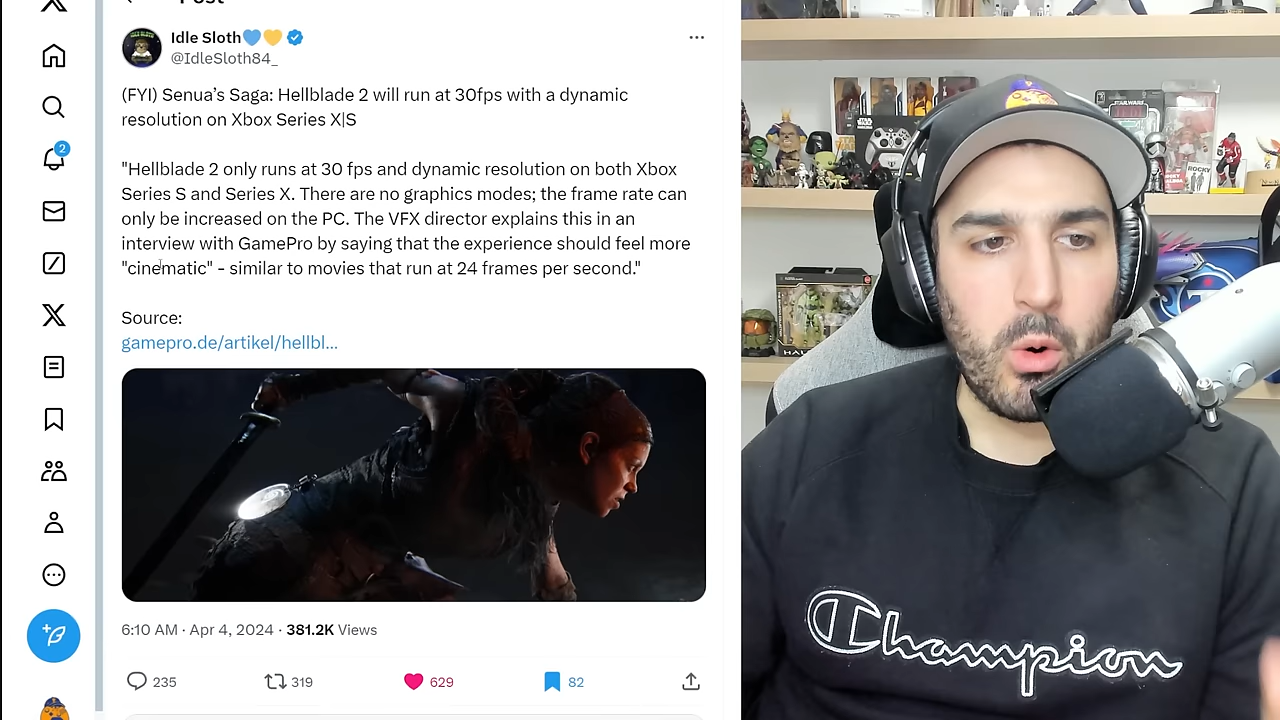 Post
Idle Sloth💙💛
@IdleSloth84_
(FYI) Senua’s Saga: Hellblade 2 will run at 30fps with a dynamic
resolution on Xbox Series X|S
"Hellblade 2 only runs at 30 fps and dynamic resolution on both Xbox
Series S and Series X. There are no graphics modes; the frame rate can
only be increased on the PC. The VFX director explains this in an
interview with GamePro by saying that the experience should feel more
"cinematic" - similar to movies that run at 24 frames per second."
Source:
gamepro.de/artikel/hellbl...
6:10 AM · Apr 4, 2024 · 381.2K Views
235 319 629 82
2
STAR WARS
ROCKY
HALO
Champion